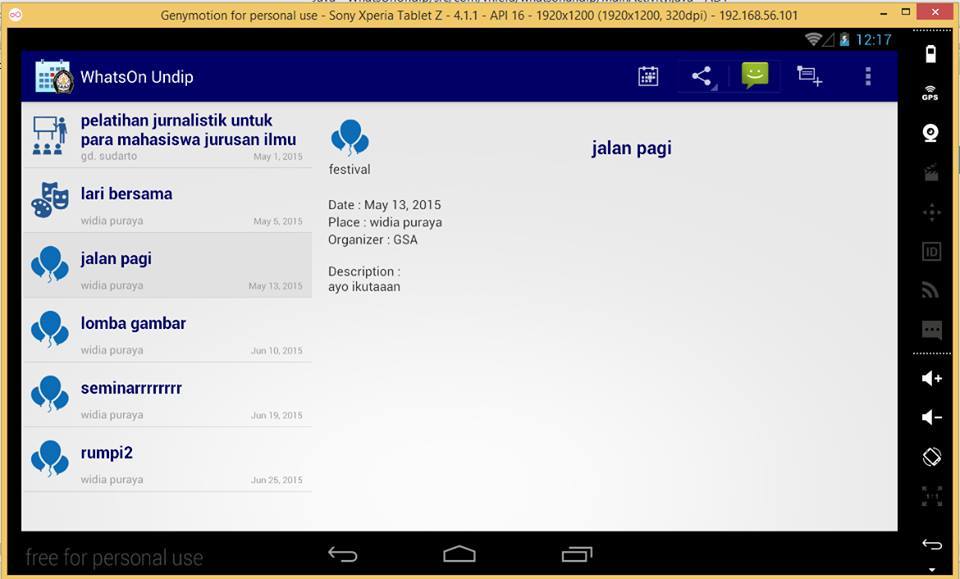 Genymotion for personal use - Sony Xperia Tablet Z - 4.1.1 - API 16 - 1920x1200 (1920x1200, 320dpi) - 192.168.56.101
12:17
WhatsOn Undip
pelatihan jurnalistik untuk
para mahasiswa jurusan ilmu
gd. sudarto May 1, 2015
lari bersama
widia puraya May 5, 2015
jalan pagi
widia puraya May 13, 2015
lomba gambar
widia puraya Jun 10, 2015
seminarrrrrrrr
widia puraya Jun 19, 2015
rumpi2
widia puraya Jun 25, 2015
jalan pagi
festival
Date : May 13, 2015
Place : widia puraya
Organizer : GSA
Description :
ayo ikutaaan
GPS
ID
1:1
free for personal use